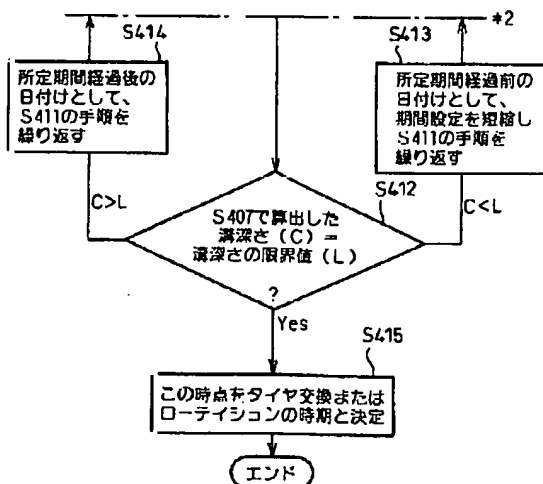 *2
S414
所定期間経過後の
日付けとして、
S411の手順を
繰り返す
S413
所定期間経過前の
日付けとして、
期間設定を短縮し
S411の手順を
繰り返す
C>L
S412
C<L
S407で算出した
溝深さ(C)=
溝深さの限界値(L)
?
Yes
S415
この時点をタイヤ交換または
ローテイションの時期と決定
エンド